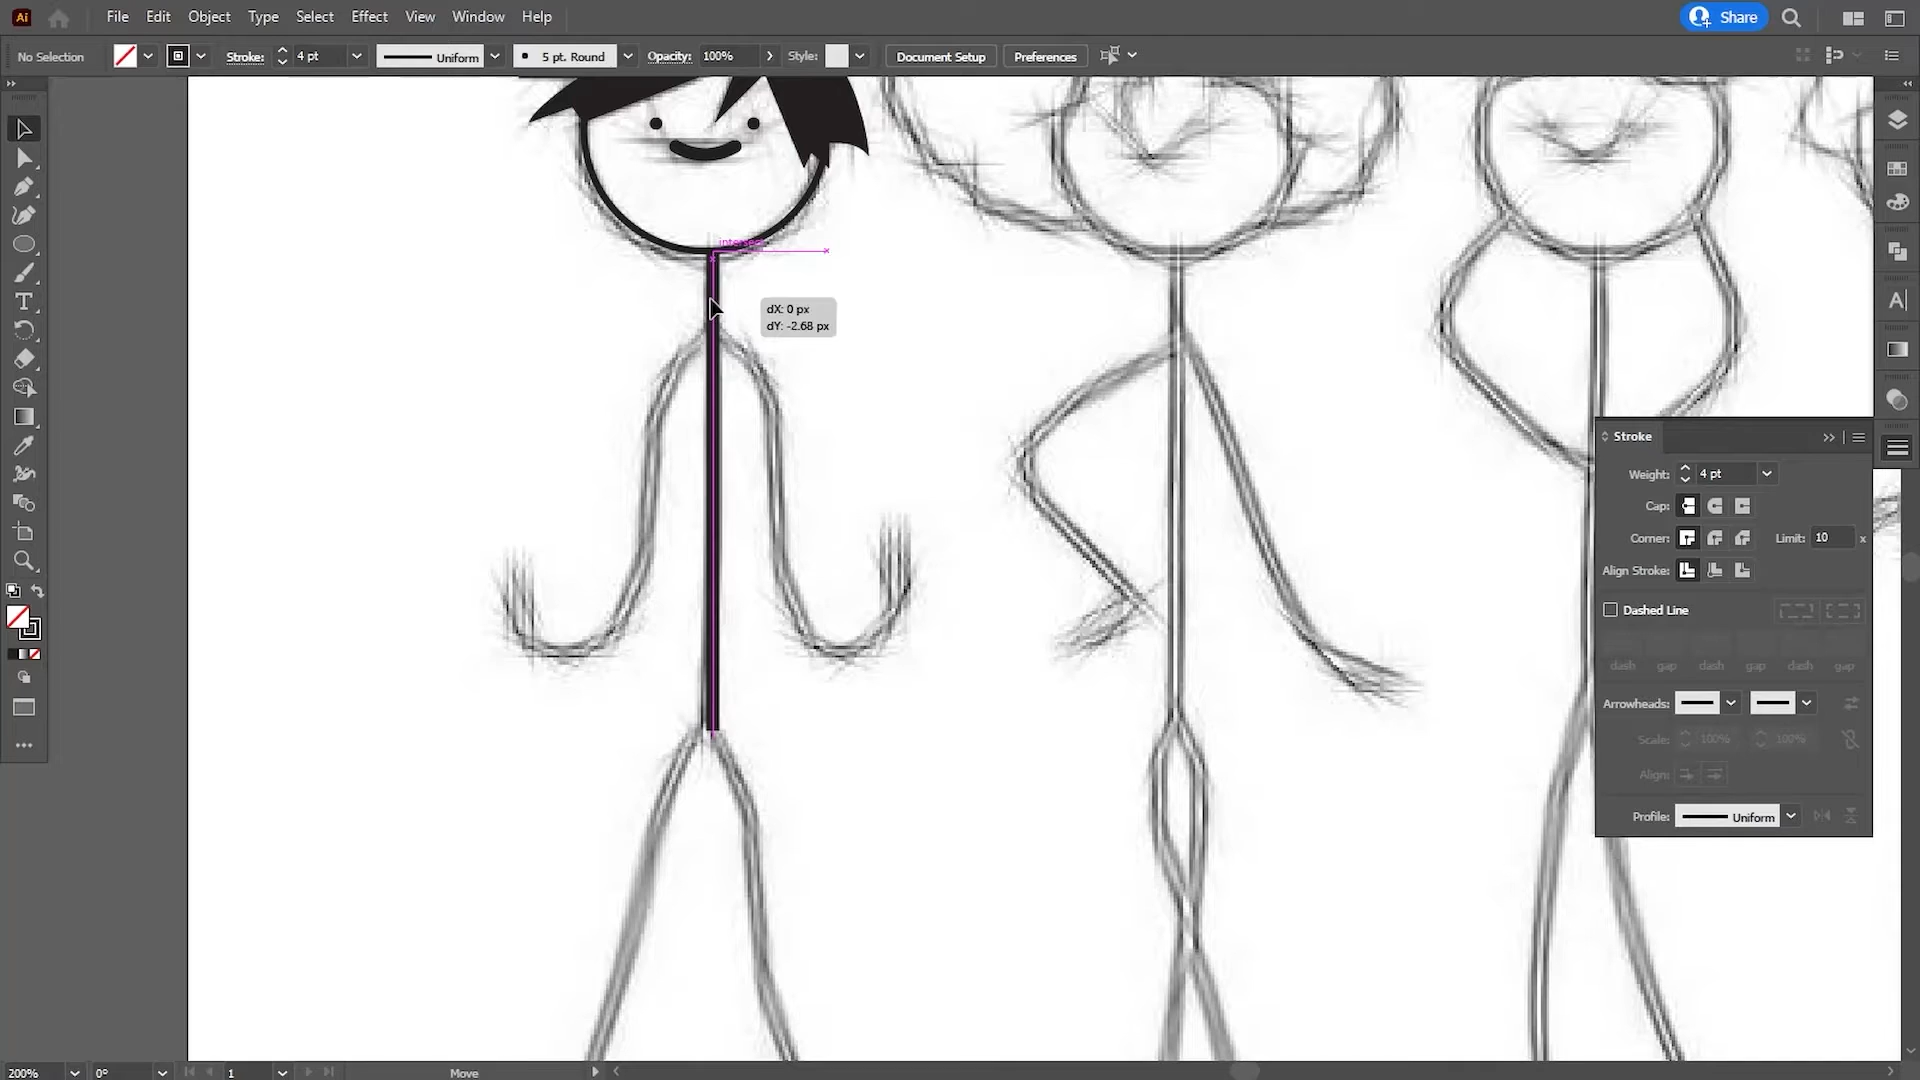 Ai File Edit Object Type Select Effect View Window Help Share
No Selection Stroke: 4 pt Uniform 5 pt. Round Opacity: 100% Style: Document Setup Preferences
intersect
dX: 0 px
dY: -2.68 px
Stroke
Weight: 4 pt
Cap:
Corner: Limit: 10 x
Align Stroke:
Dashed Line
dash gap dash gap dash gap
Arrowheads:
Scale: 100% 100%
Align:
Profile: Uniform
200% 0° 1 Move